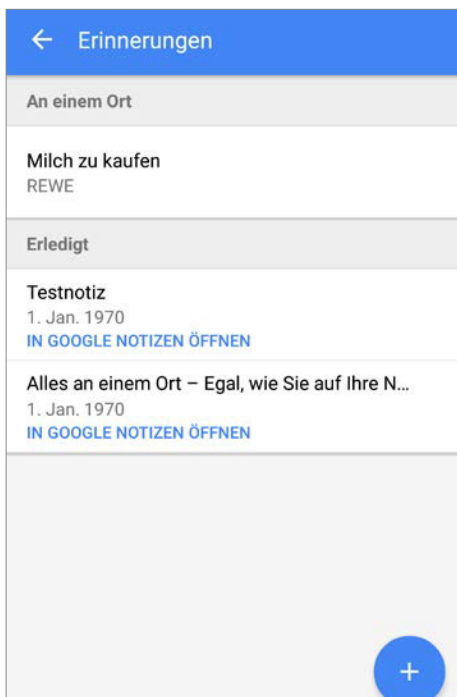 Erinnerungen
An einem Ort
Milch zu kaufen
REWE
Erledigt
Testnotiz
1. Jan. 1970
IN GOOGLE NOTIZEN ÖFFNEN
Alles an einem Ort – Egal, wie Sie auf Ihre N...
1. Jan. 1970
IN GOOGLE NOTIZEN ÖFFNEN